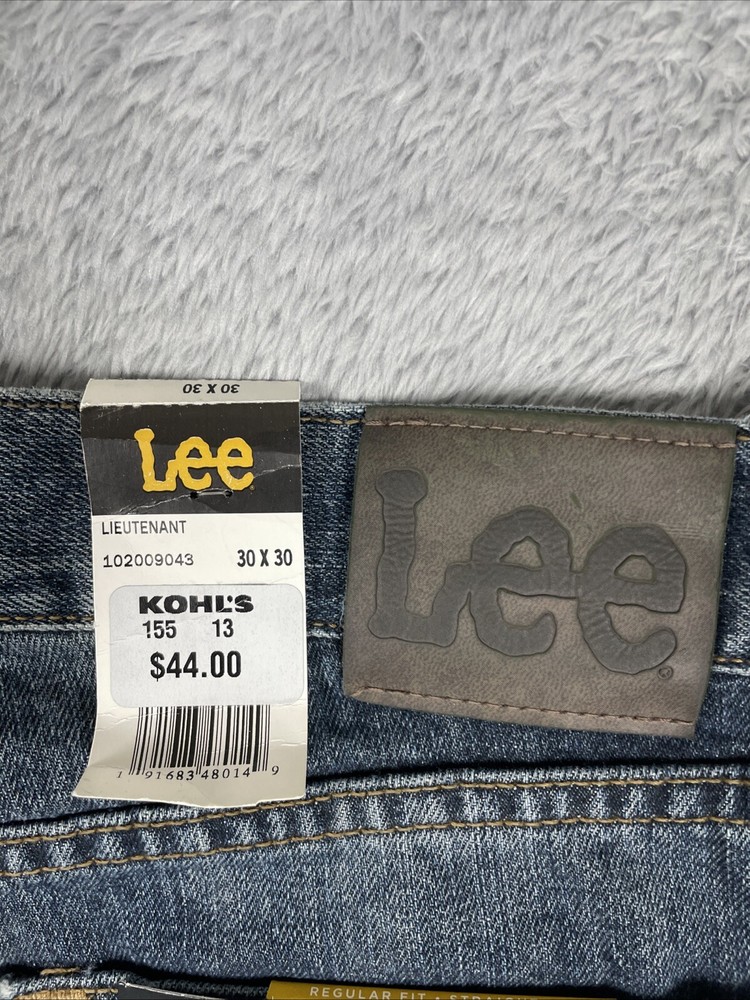 30 X 30
Lee
LIEUTENANT
102009043 30 X 30
KOHL'S
155 13
$44.00
1 91683 48014 9
Lee
®
REGULAR FIT •